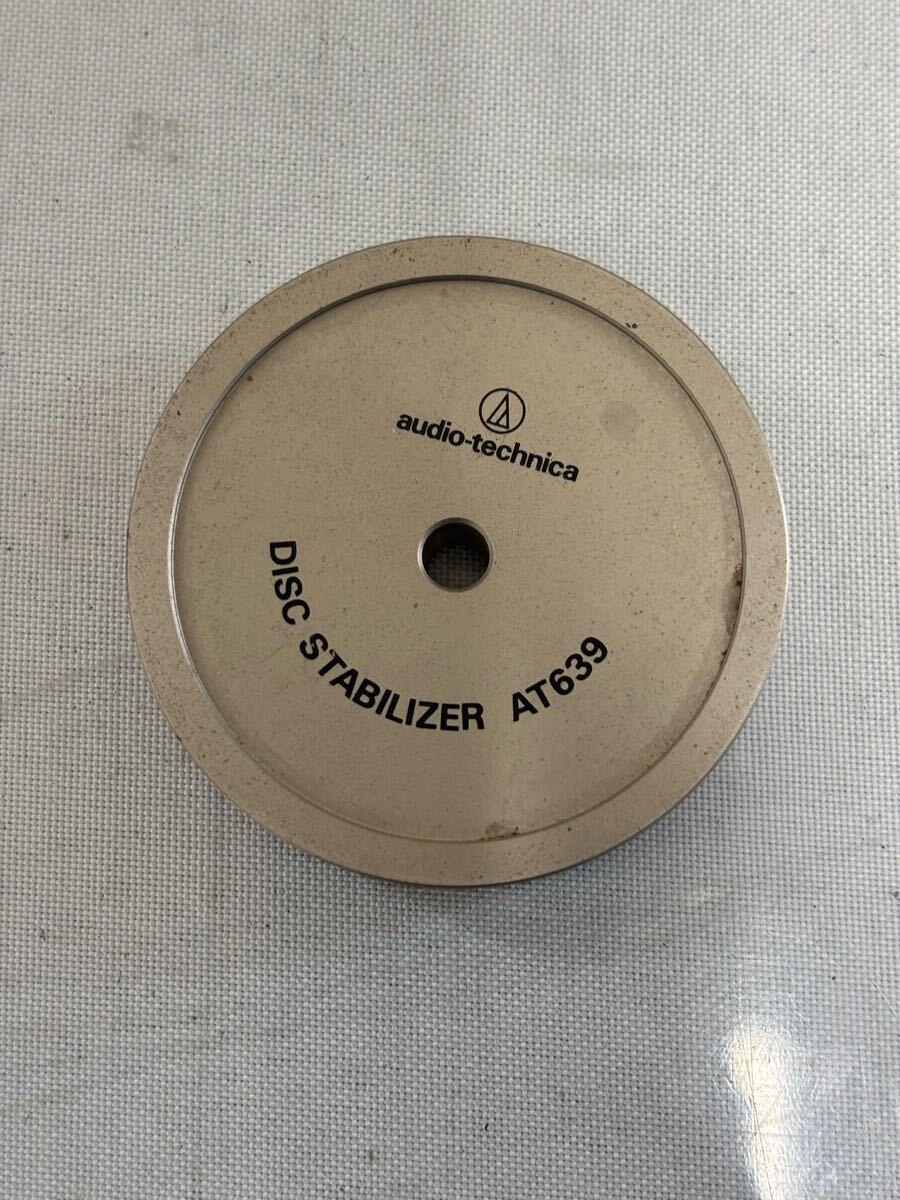 audio-technica
DISC STABILIZER AT639